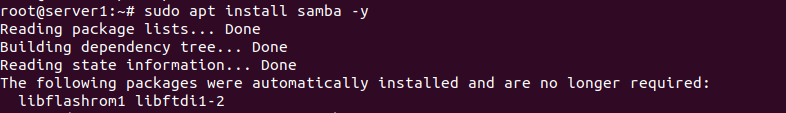 root@server1:~# sudo apt install samba -y
Reading package lists... Done
Building dependency tree... Done
Reading state information... Done
The following packages were automatically installed and are no longer required:
  libflashrom1 libftdi1-2